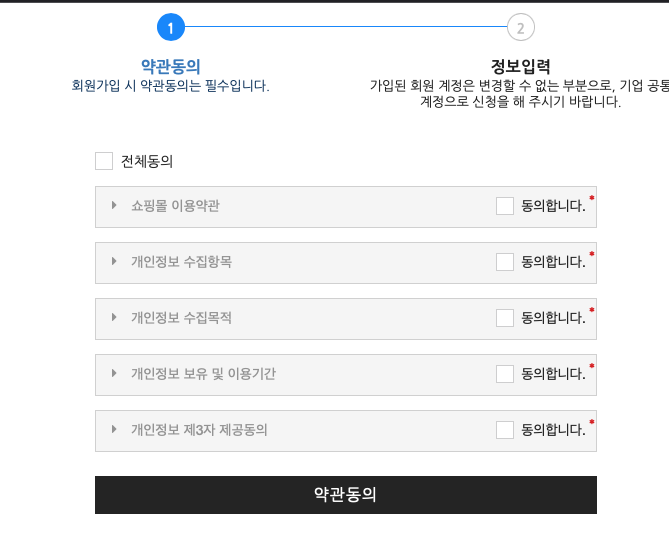 1
2
약관동의
정보입력
회원가입 시 약관동의는 필수입니다.
가입된 회원 계정은 변경할 수 없는 부분으로, 기업 공통
계정으로 신청을 해 주시기 바랍니다.
전체동의
쇼핑몰 이용약관 동의합니다. *
개인정보 수집항목 동의합니다. *
개인정보 수집목적 동의합니다. *
개인정보 보유 및 이용기간 동의합니다. *
개인정보 제3자 제공동의 동의합니다. *
약관동의